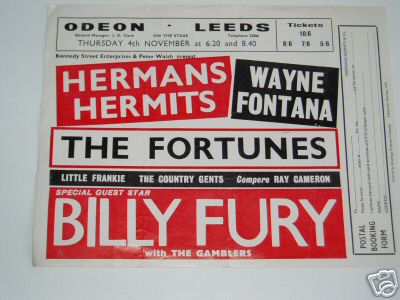 ODEON · LEEDS
General Manager: J. D. Clark ON THE STAGE
THURSDAY 4th NOVEMBER at 6.20 and 8.40
Tickets
10/6
8/6 7/6 5/6
Kennedy Street Enterprises & Peter Walsh present
HERMANS
HERMITS
WAYNE
FONTANA
THE FORTUNES
LITTLE FRANKIE THE COUNTRY GENTS Compere RAY CAMERON
SPECIAL GUEST STAR
BILLY FURY
with THE GAMBLERS
POSTAL
BOOKING
FORM
NAME
ADDRESS
ebay